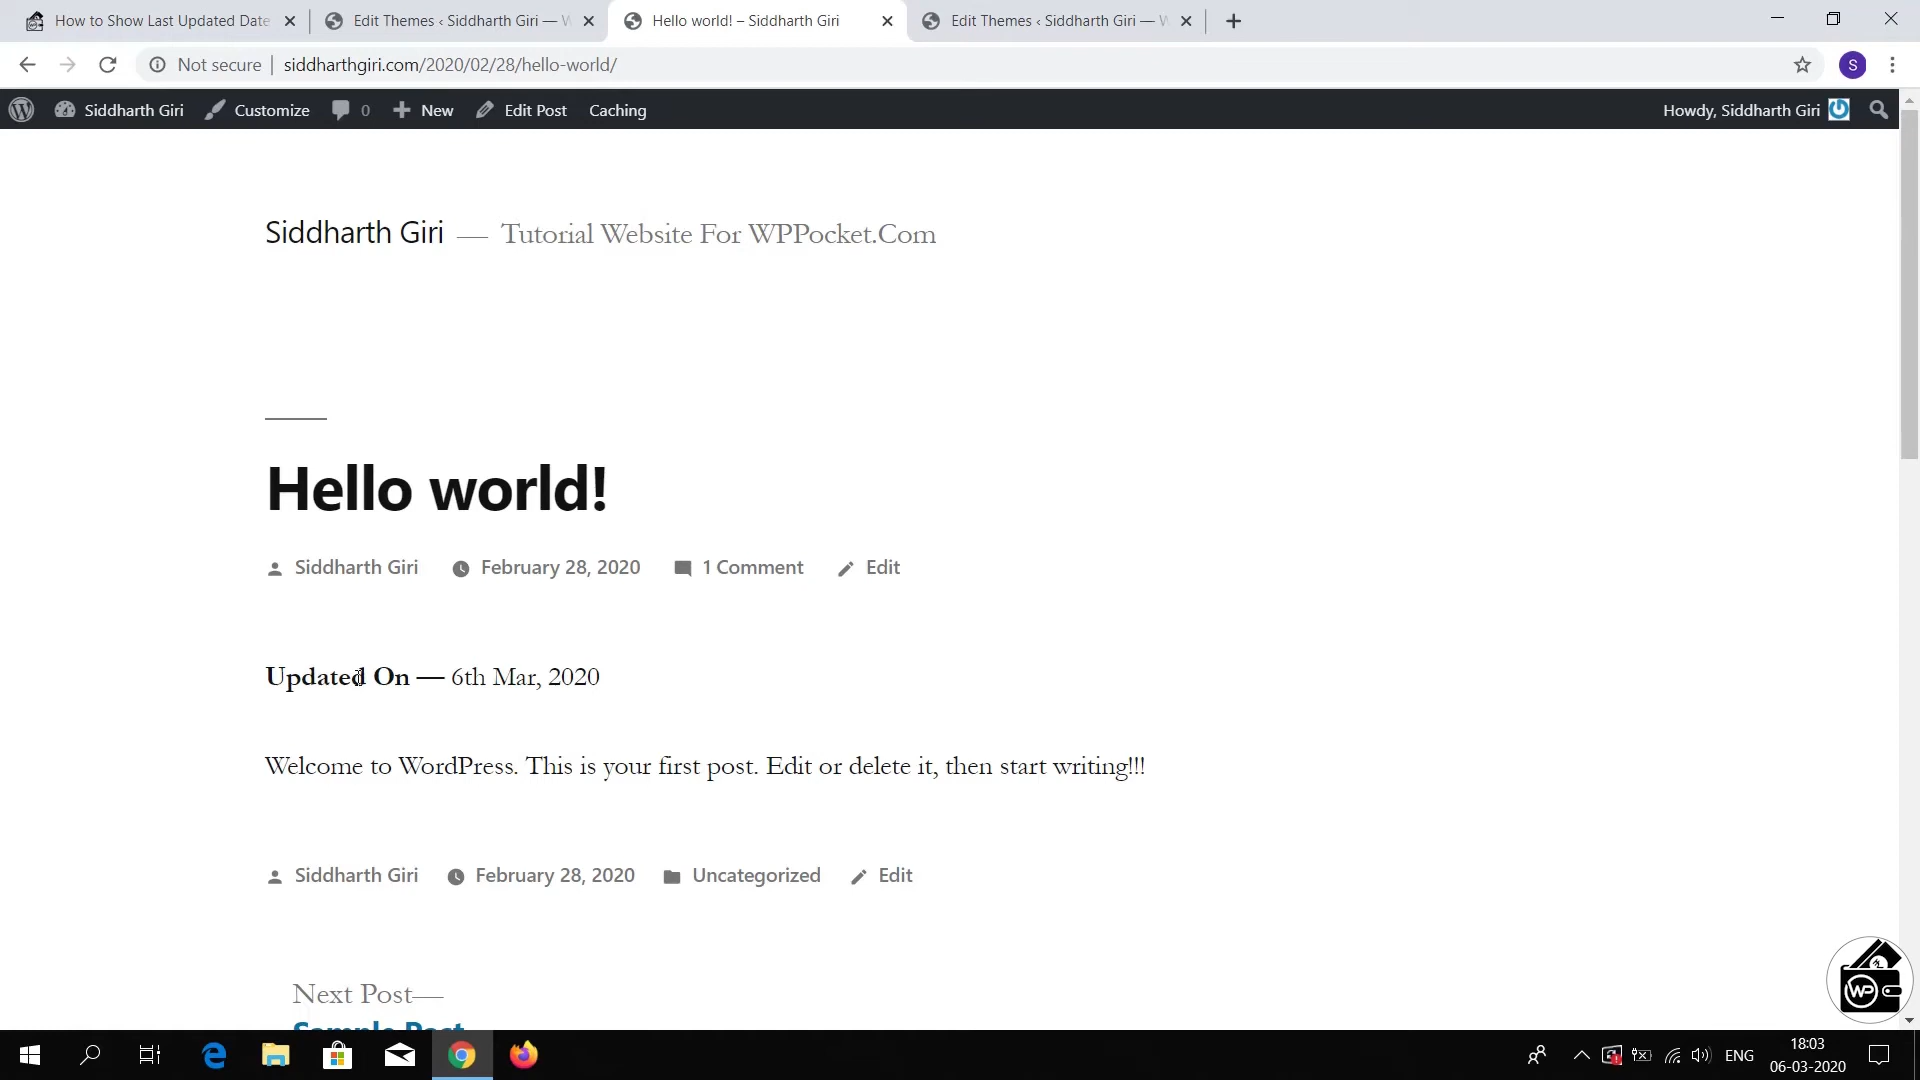 How to Show Last Updated Date
Edit Themes ‹ Siddharth Giri — W
Hello world! – Siddharth Giri
Edit Themes ‹ Siddharth Giri — W
Not secure
siddharthgiri.com/2020/02/28/hello-world/
S
Siddharth Giri
Customize
0
New
Edit Post
Caching
Howdy, Siddharth Giri
Siddharth Giri — Tutorial Website For WPPocket.Com
Hello world!
Siddharth Giri February 28, 2020 1 Comment Edit
Updated On — 6th Mar, 2020
Welcome to WordPress. This is your first post. Edit or delete it, then start writing!!!
Siddharth Giri February 28, 2020 Uncategorized Edit
Next Post—
Sample Post
WP
ENG
18:03
06-03-2020